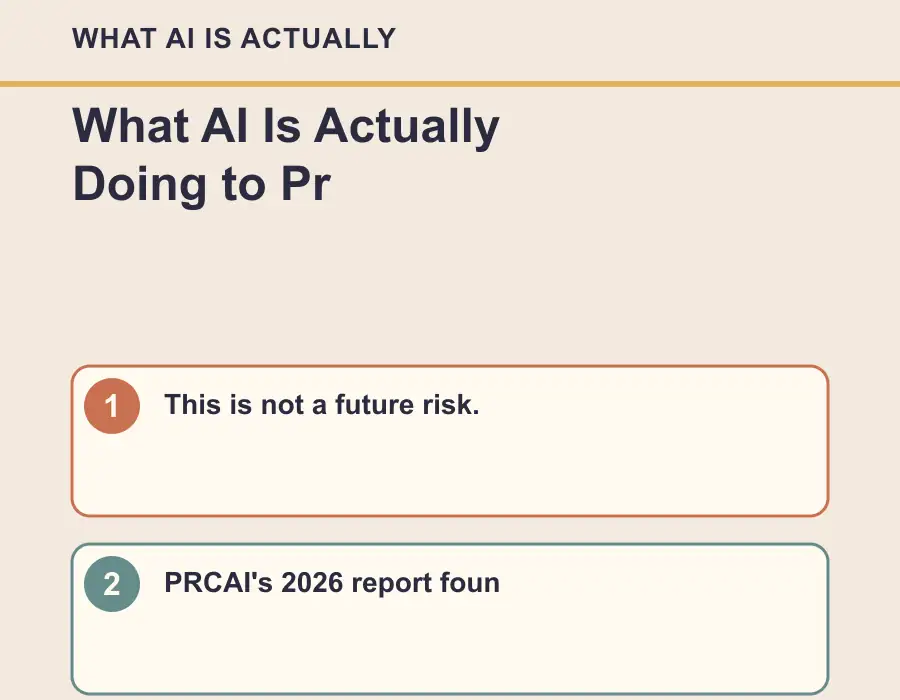 WHAT AI IS ACTUALLY
What AI Is Actually
Doing to Pr
1 This is not a future risk.
2 PRCAI's 2026 report foun